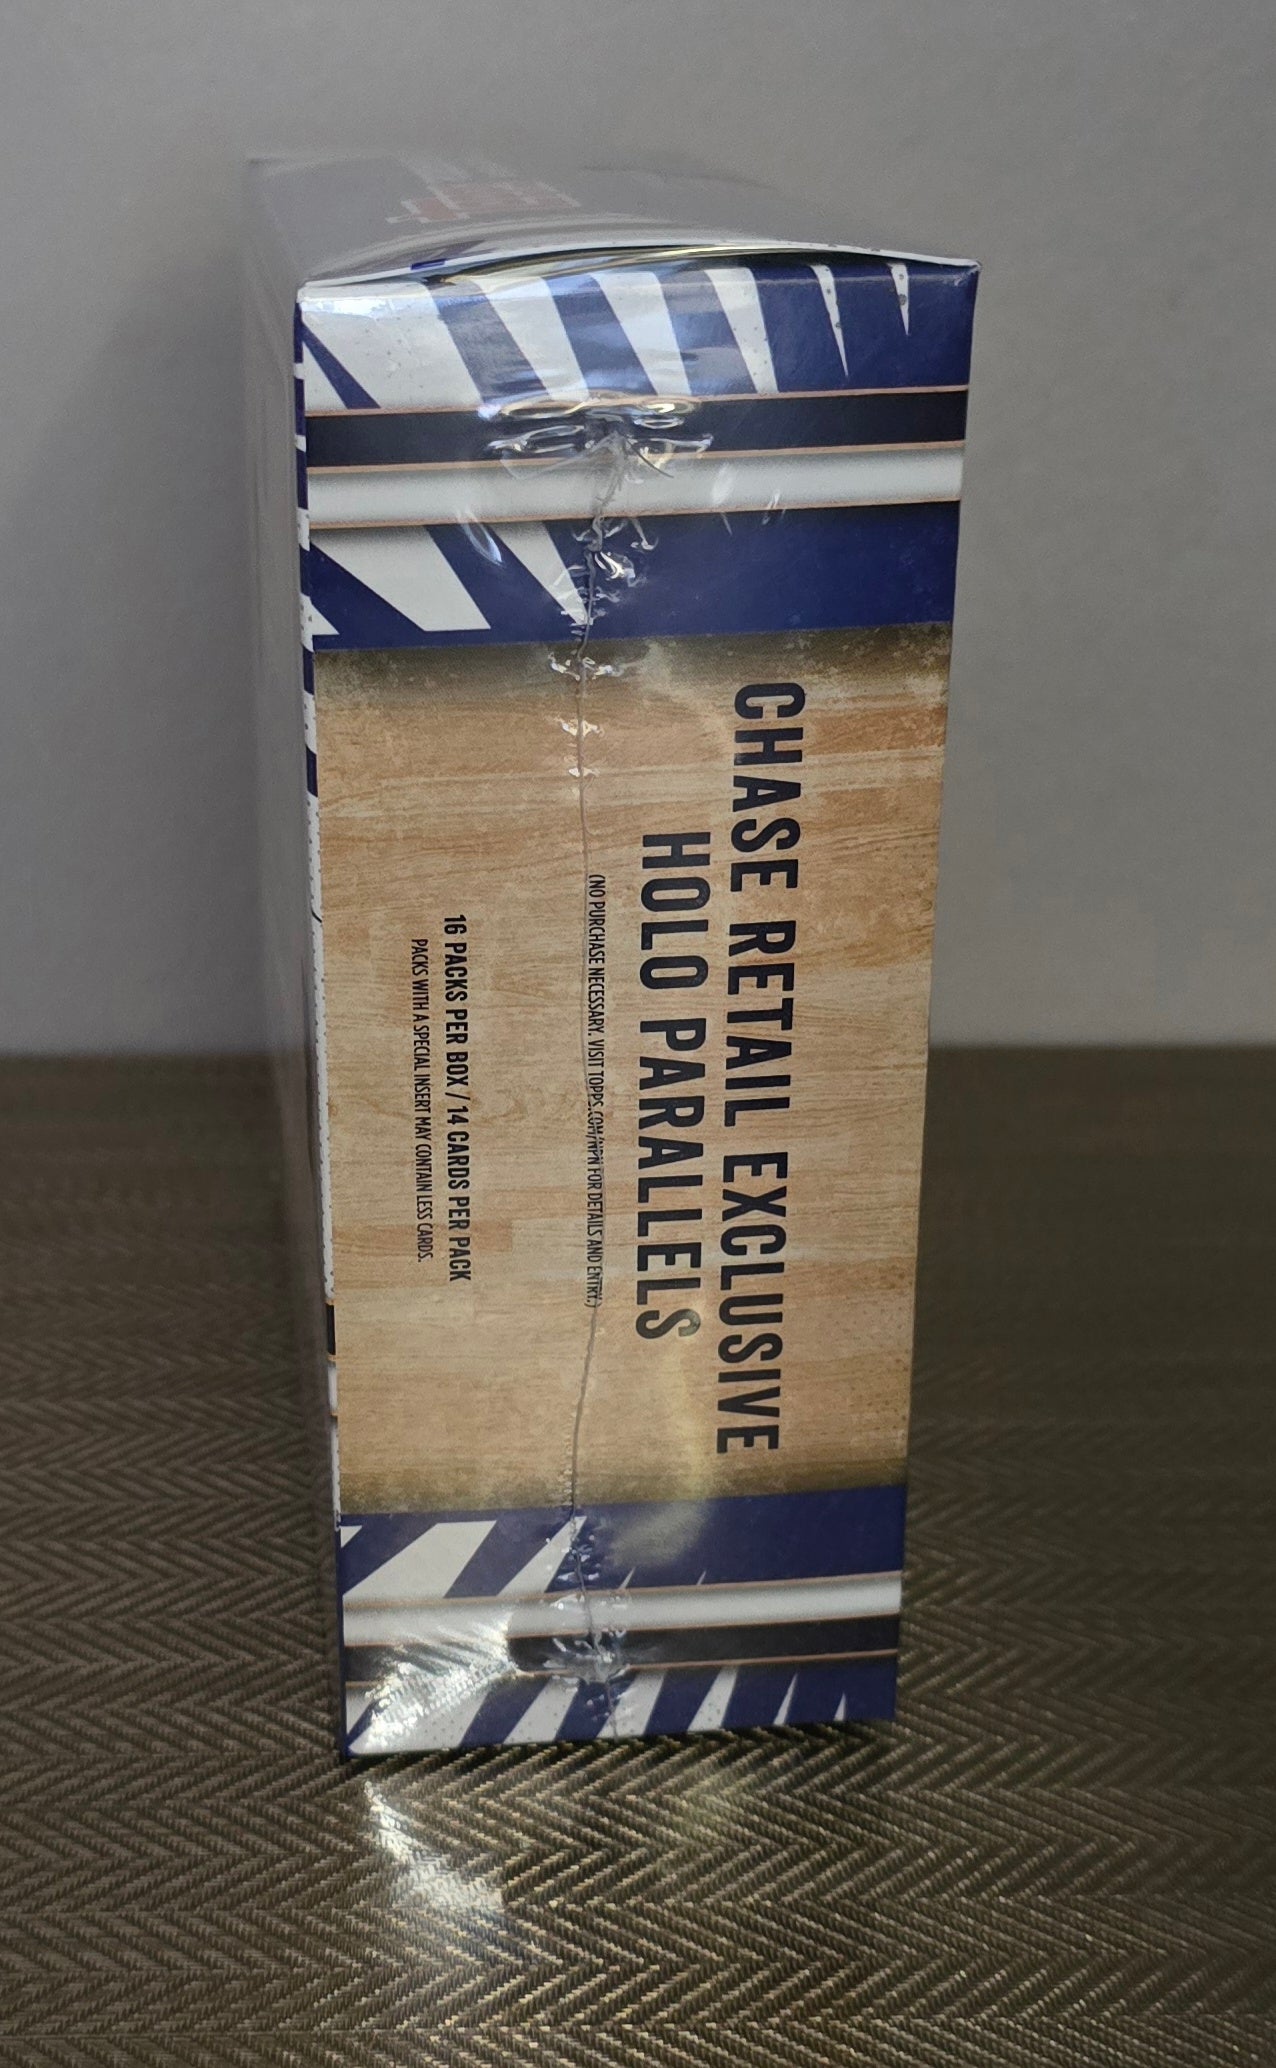 CHASE RETAIL EXCLUSIVE
HOLO PARALLELS
(NO PURCHASE NECESSARY. VISIT TOPPS.COM/NPN FOR DETAILS AND ENTRY.)
16 PACKS PER BOX / 14 CARDS PER PACK
PACKS WITH A SPECIAL INSERT MAY CONTAIN LESS CARDS.